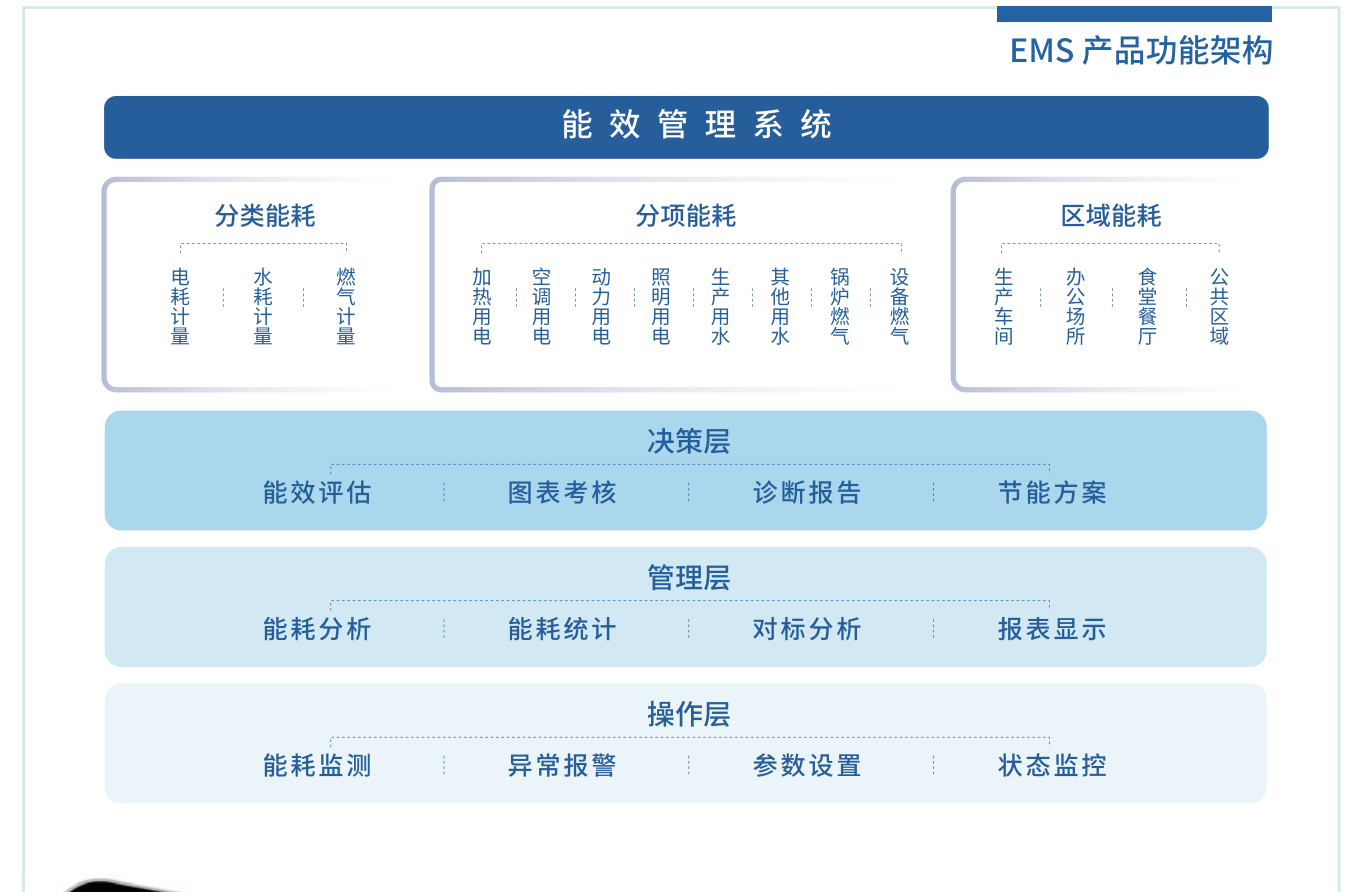 EMS 产品功能架构
能效管理系统
分类能耗
电耗计量
水耗计量
燃气计量
分项能耗
加热用电
空调用电
动力用电
照明用电
生产用水
其他用水
锅炉燃气
设备燃气
区域能耗
生产车间
办公场所
食堂餐厅
公共区域
决策层
能效评估 图表考核 诊断报告 节能方案
管理层
能耗分析 能耗统计 对标分析 报表显示
操作层
能耗监测 异常报警 参数设置 状态监控